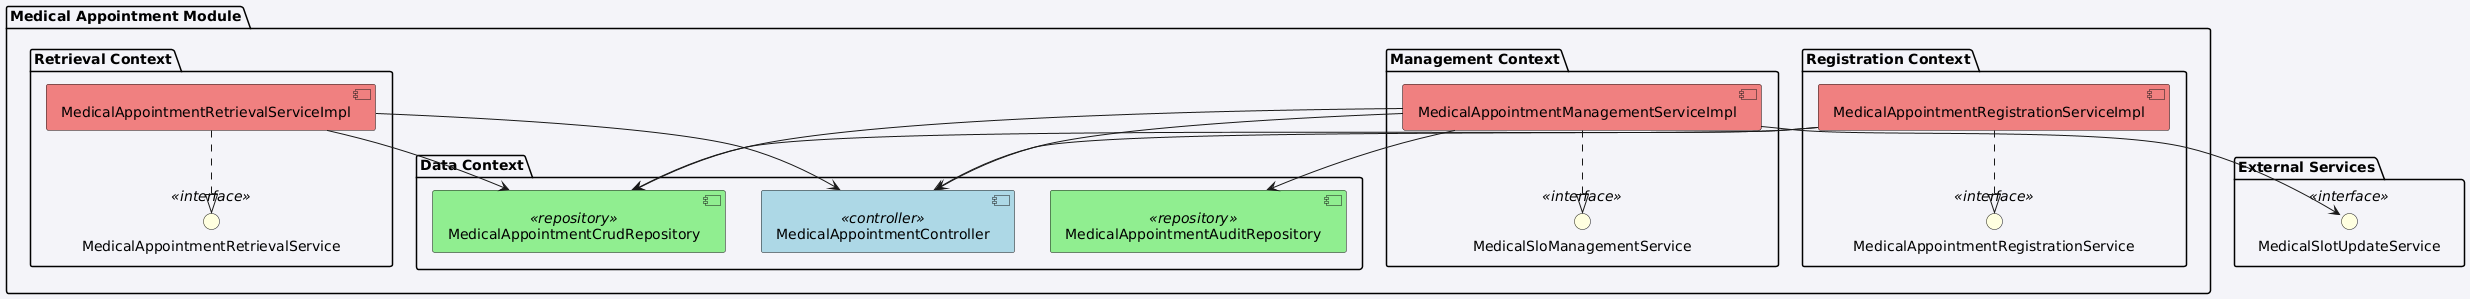 Medical Appointment Module
Retrieval Context
Management Context
Registration Context
MedicalAppointmentRetrievalServiceImpl
MedicalAppointmentManagementServiceImpl
MedicalAppointmentRegistrationServiceImpl
Data Context
External Services
«interface»
«interface»
«interface»
«interface»
«repository»
MedicalAppointmentCrudRepository
«controller»
MedicalAppointmentController
«repository»
MedicalAppointmentAuditRepository
MedicalAppointmentRetrievalService
MedicalSloManagementService
MedicalAppointmentRegistrationService
MedicalSlotUpdateService